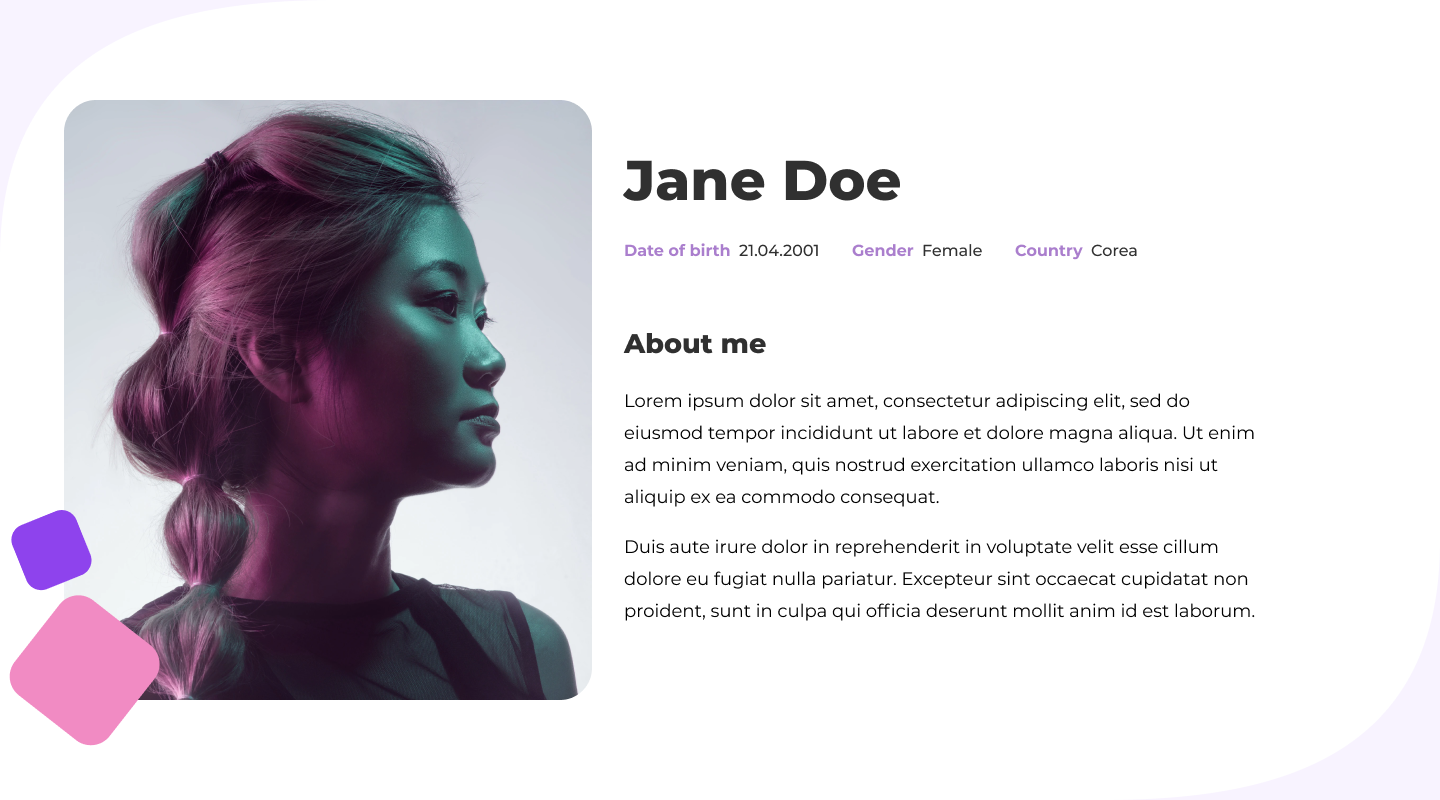 Jane Doe
Date of birth 21.04.2001 Gender Female Country Corea
About me
Lorem ipsum dolor sit amet, consectetur adipiscing elit, sed do
eiusmod tempor incididunt ut labore et dolore magna aliqua. Ut enim
ad minim veniam, quis nostrud exercitation ullamco laboris nisi ut
aliquip ex ea commodo consequat.
Duis aute irure dolor in reprehenderit in voluptate velit esse cillum
dolore eu fugiat nulla pariatur. Excepteur sint occaecat cupidatat non
proident, sunt in culpa qui officia deserunt mollit anim id est laborum.